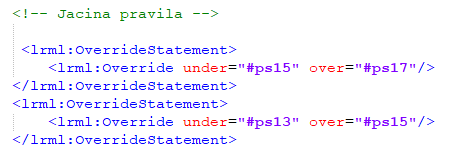 <!-- Jacina pravila -->
<lrml:OverrideStatement>
<lrml:Override under="#ps15" over="#ps17"/>
</lrml:OverrideStatement>
<lrml:OverrideStatement>
<lrml:Override under="#ps13" over="#ps15"/>
</lrml:OverrideStatement>